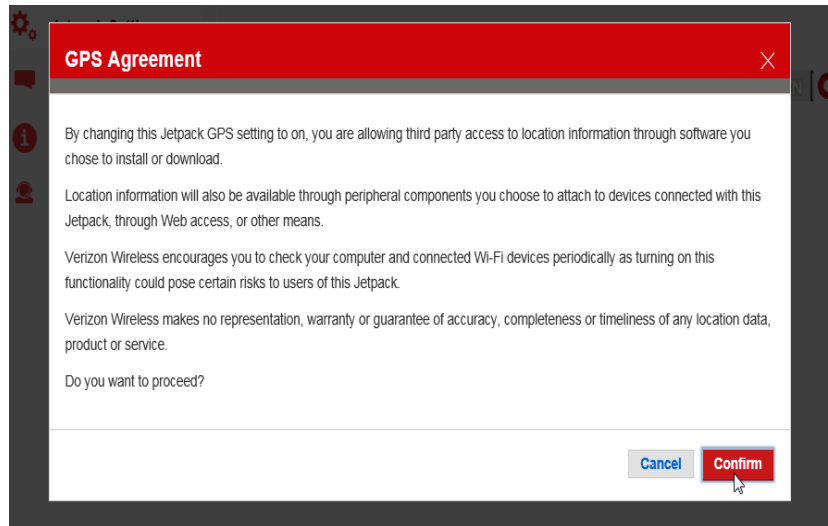 GPS Agreement
By changing this Jetpack GPS setting to on, you are allowing third party access to location information through software you
chose to install or download.
Location information will also be available through peripheral components you choose to attach to devices connected with this
Jetpack, through Web access, or other means.
Verizon Wireless encourages you to check your computer and connected Wi-Fi devices periodically as turning on this
functionality could pose certain risks to users of this Jetpack.
Verizon Wireless makes no representation, warranty or guarantee of accuracy, completeness or timeliness of any location data,
product or service.
Do you want to proceed?
Cancel
Confirm